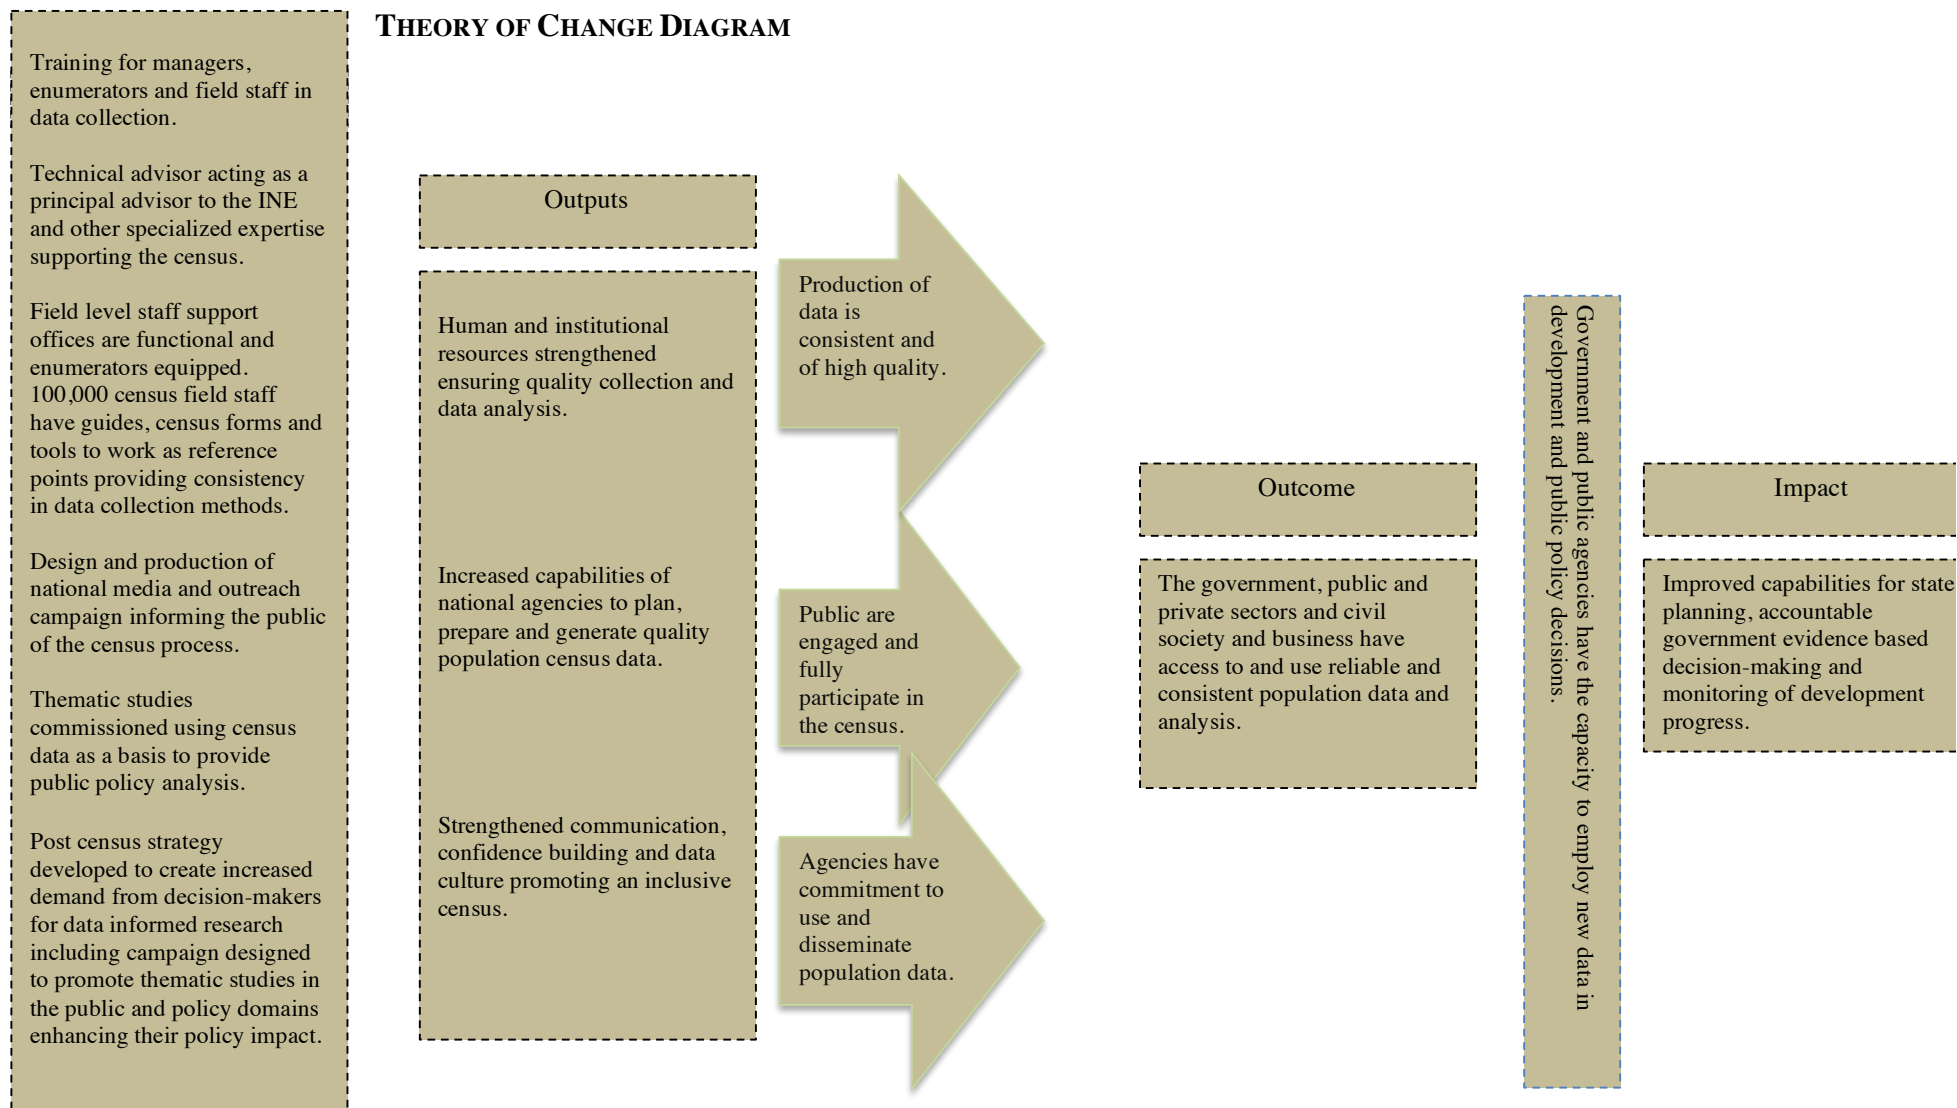 THEORY OF CHANGE DIAGRAM
Training for managers,
enumerators and field staff in
data collection.
Technical advisor acting as a
principal advisor to the INE
and other specialized expertise
supporting the census.
Field level staff support
offices are functional and
enumerators equipped.
100,000 census field staff
have guides, census forms and
tools to work as reference
points providing consistency
in data collection methods.
Design and production of
national media and outreach
campaign informing the public
of the census process.
Thematic studies
commissioned using census
data as a basis to provide
public policy analysis.
Post census strategy
developed to create increased
demand from decision-makers
for data informed research
including campaign designed
to promote thematic studies in
the public and policy domains
enhancing their policy impact.
Outputs
Human and institutional
resources strengthened
ensuring quality collection and
data analysis.
Increased capabilities of
national agencies to plan,
prepare and generate quality
population census data.
Strengthened communication,
confidence building and data
culture promoting an inclusive
census.
Production of
data is
consistent and
of high quality.
Public are
engaged and
fully
participate in
the census.
Agencies have
commitment to
use and
disseminate
population data.
Outcome
The government, public and
private sectors and civil
society and business have
access to and use reliable and
consistent population data and
analysis.
Government and public agencies have the capacity to employ new data in
development and public policy decisions.
Impact
Improved capabilities for state
planning, accountable
government evidence based
decision-making and
monitoring of development
progress.